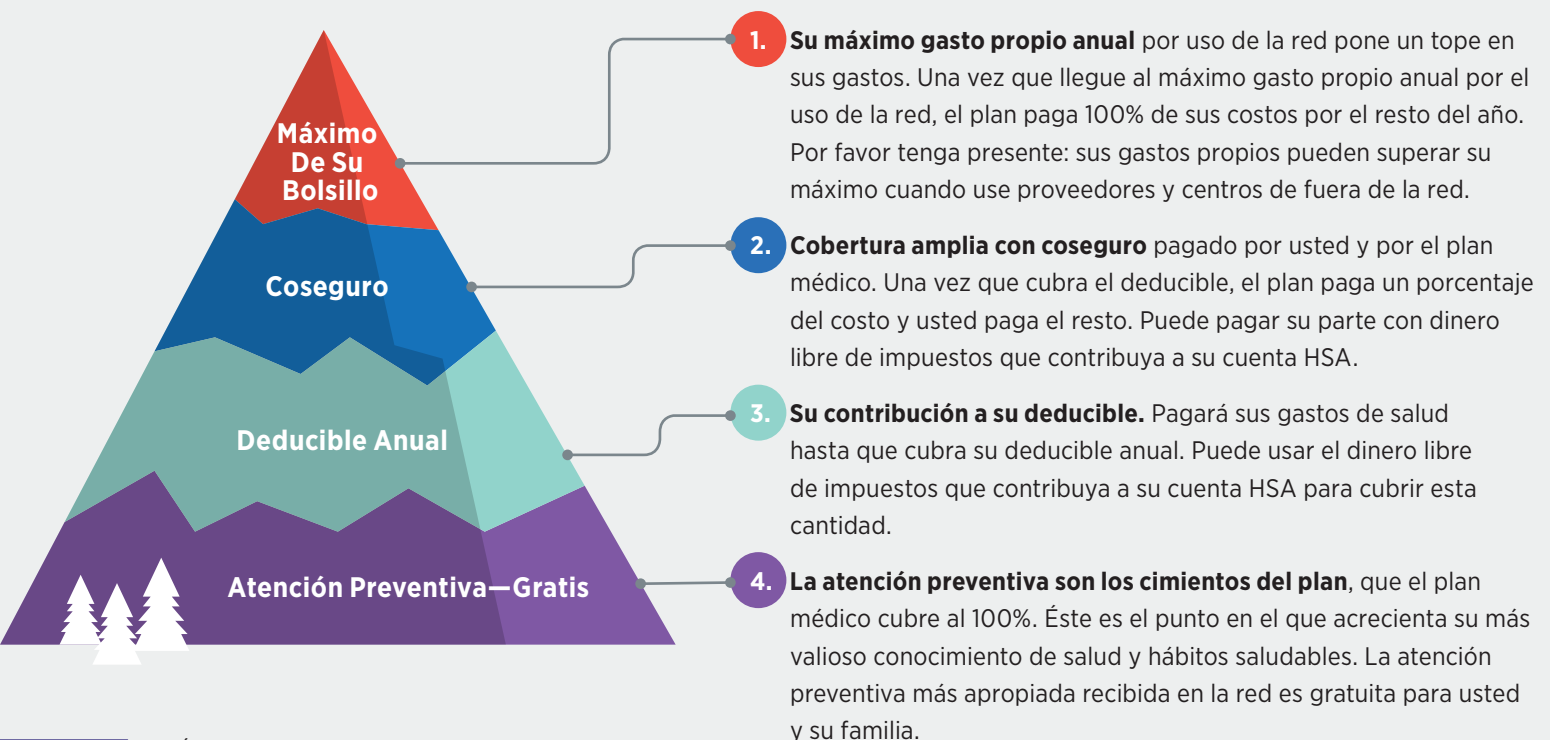 Máximo
De Su
Bolsillo
Coseguro
Deducible Anual
Atención Preventiva—Gratis
1. Su máximo gasto propio anual por uso de la red pone un tope en
sus gastos. Una vez que llegue al máximo gasto propio anual por el
uso de la red, el plan paga 100% de sus costos por el resto del año.
Por favor tenga presente: sus gastos propios pueden superar su
máximo cuando use proveedores y centros de fuera de la red.
2. Cobertura amplia con coseguro pagado por usted y por el plan
médico. Una vez que cubra el deducible, el plan paga un porcentaje
del costo y usted paga el resto. Puede pagar su parte con dinero
libre de impuestos que contribuya a su cuenta HSA.
3. Su contribución a su deducible. Pagará sus gastos de salud
hasta que cubra su deducible anual. Puede usar el dinero libre
de impuestos que contribuya a su cuenta HSA para cubrir esta
cantidad.
4. La atención preventiva son los cimientos del plan, que el plan
médico cubre al 100%. Éste es el punto en el que acrecienta su más
valioso conocimiento de salud y hábitos saludables. La atención
preventiva más apropiada recibida en la red es gratuita para usted
y su familia.